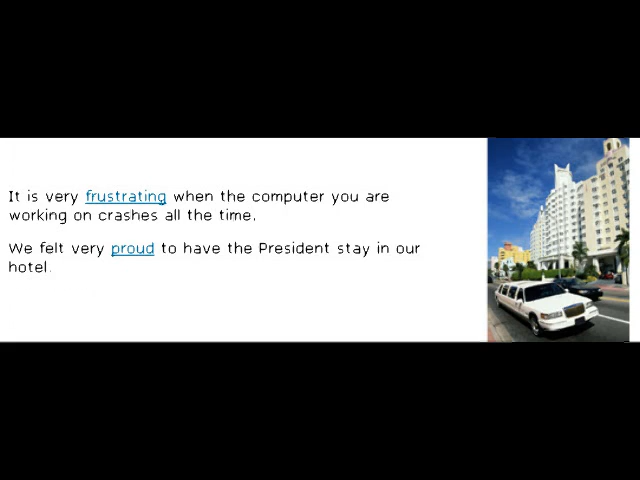 It is very frustrating when the computer you are
working on crashes all the time.
We felt very proud to have the President stay in our
hotel.